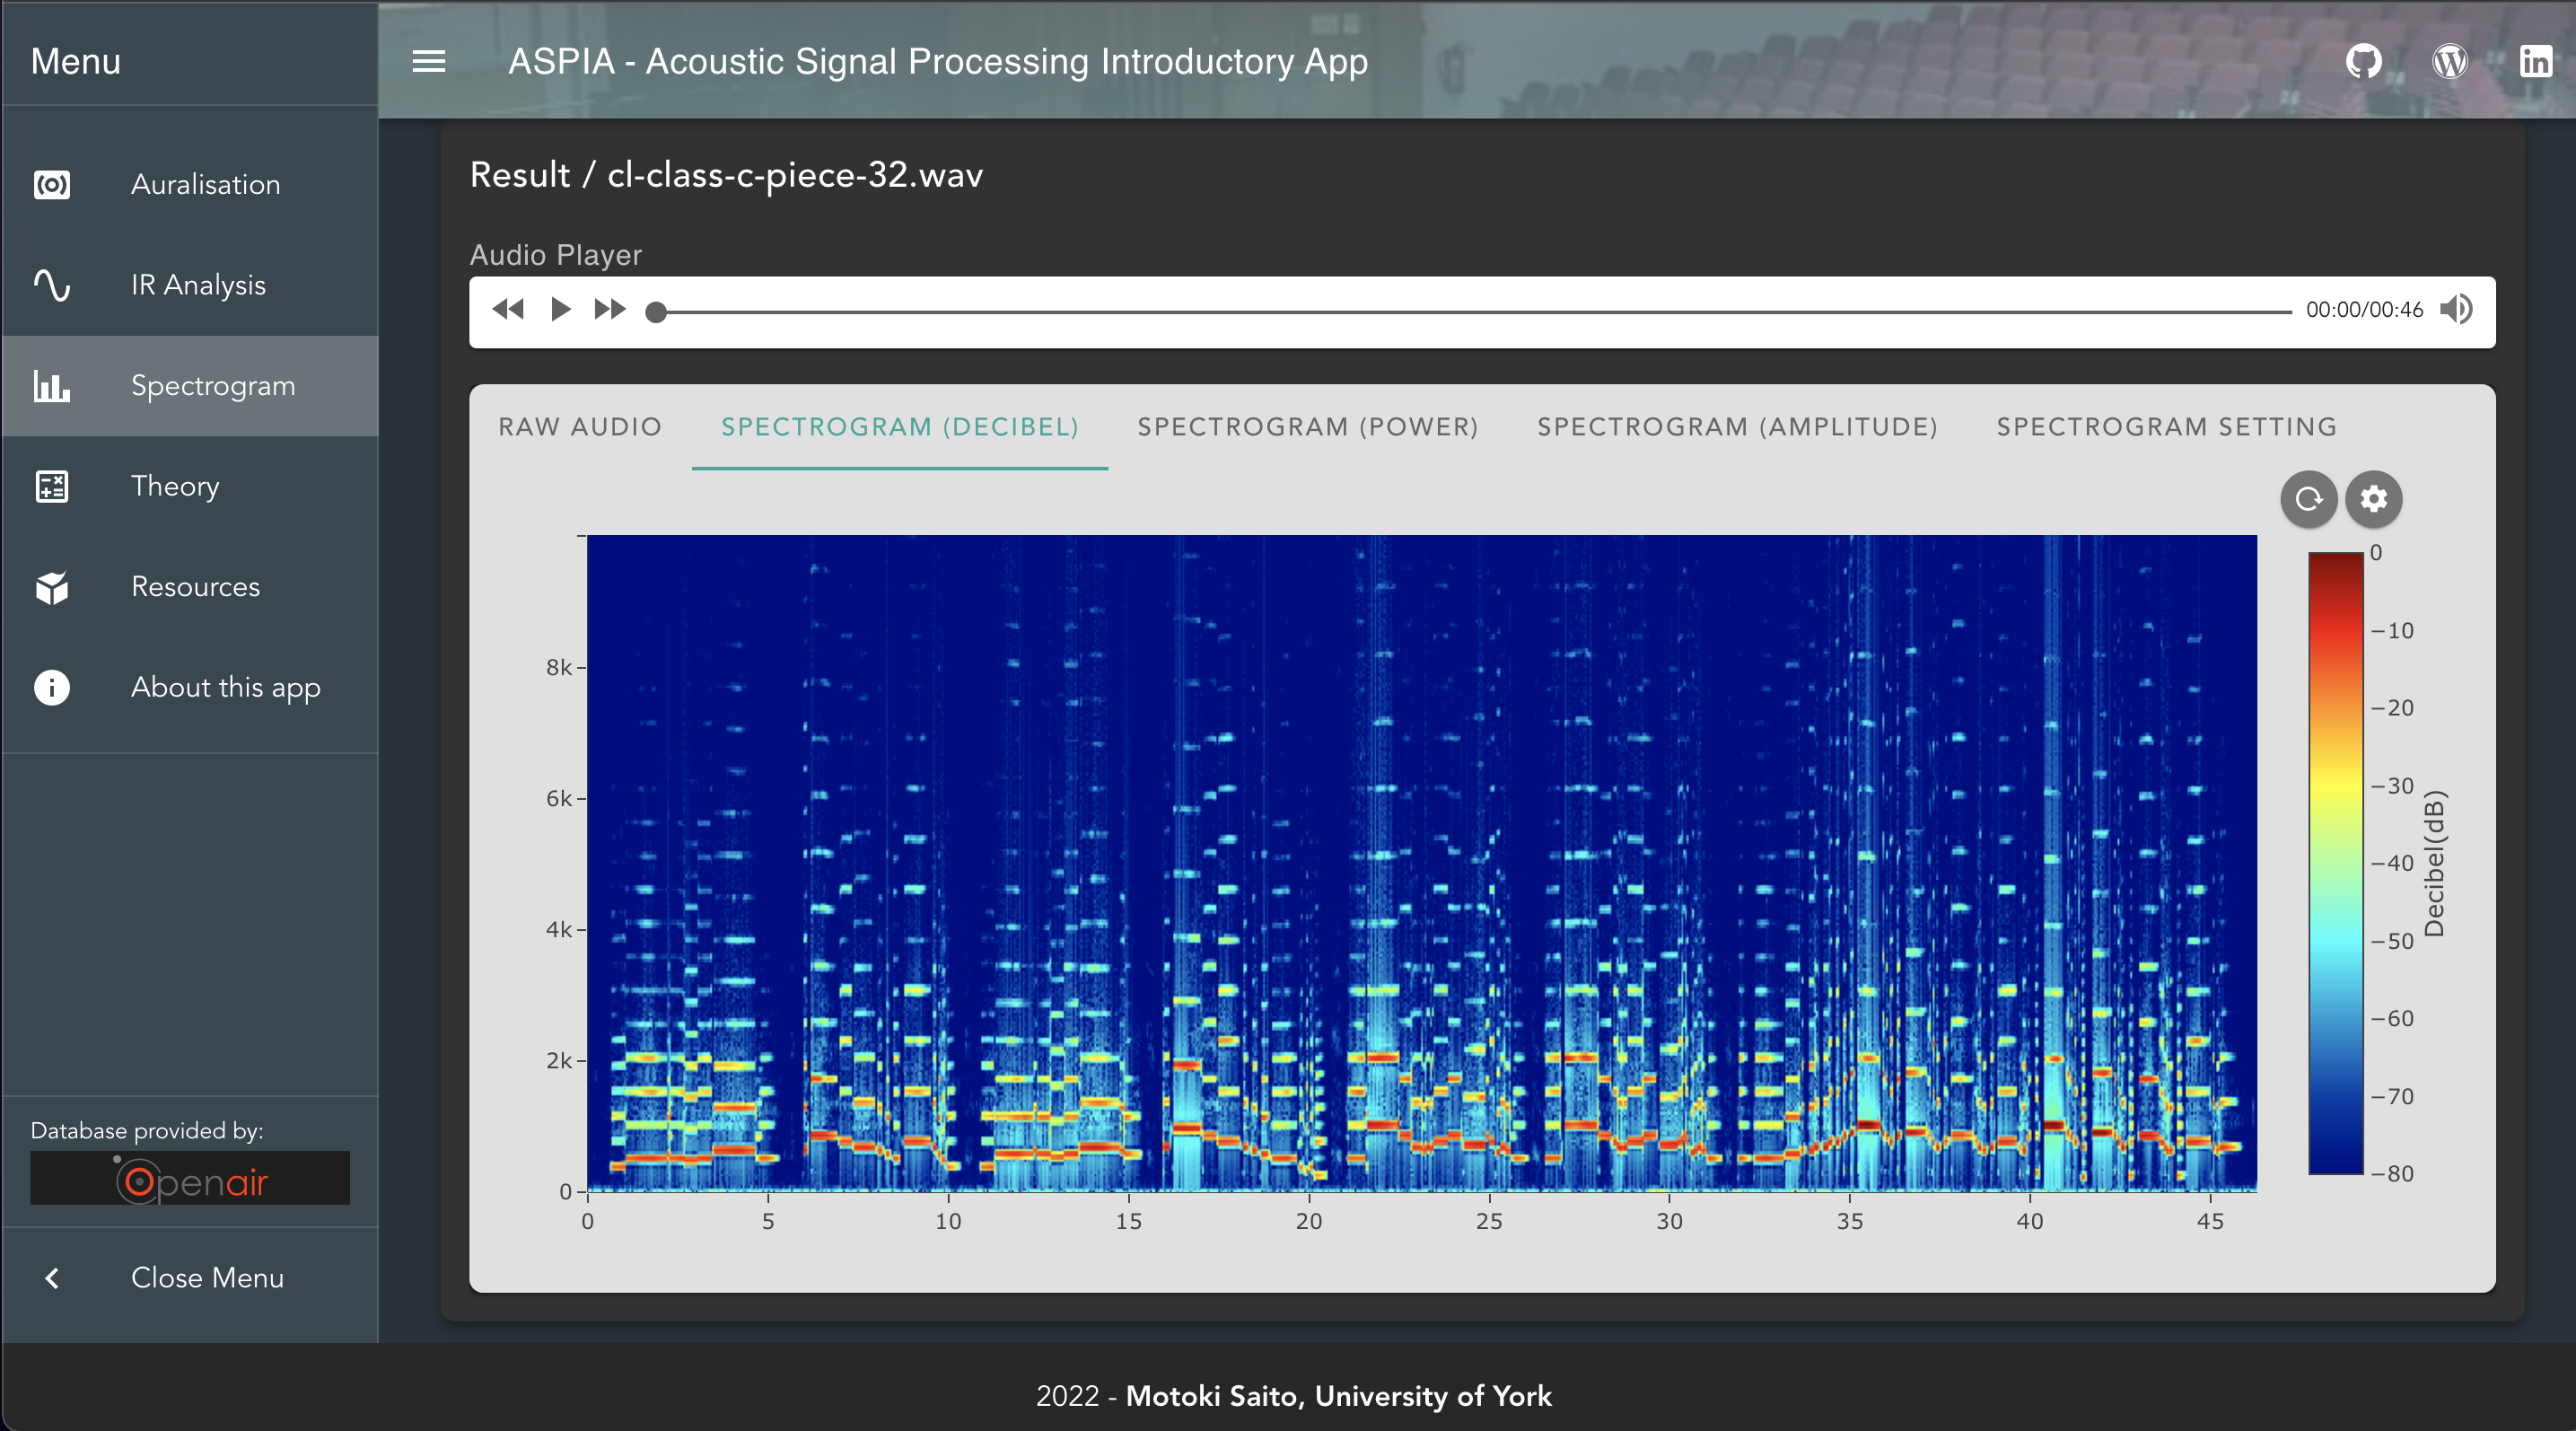 Menu
ASPIA - Acoustic Signal Processing Introductory App
Auralisation
IR Analysis
Spectrogram
Theory
Resources
About this app
Database provided by:
Openair
Close Menu
Result / cl-class-c-piece-32.wav
Audio Player
00:00/00:46
RAW AUDIO SPECTROGRAM (DECIBEL) SPECTROGRAM (POWER) SPECTROGRAM (AMPLITUDE) SPECTROGRAM SETTING
8k
6k
4k
2k
0
0 5 10 15 20 25 30 35 40 45
0
−10
−20
−30
−40
−50
−60
−70
−80
Decibel(dB)
2022 - Motoki Saito, University of York